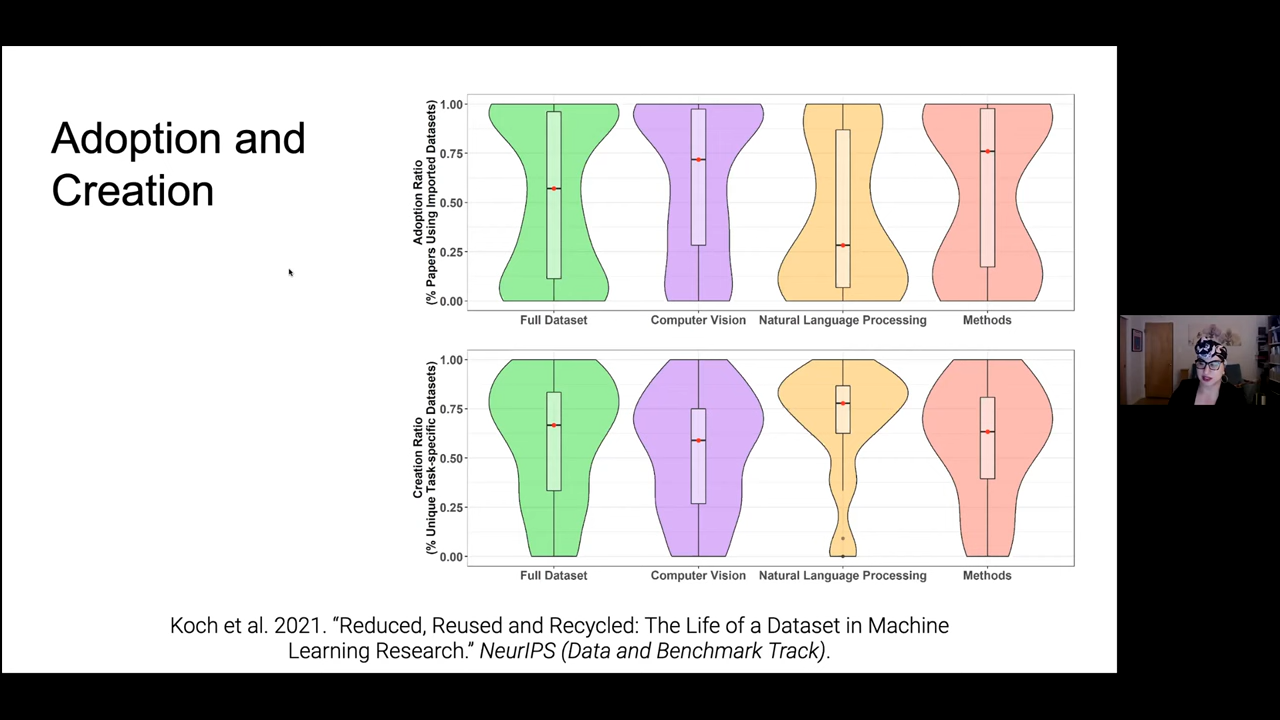 Adoption and
Creation
Adoption Ratio
(% Papers Using Imported Datasets)
1.00
0.75
0.50
0.25
0.00
Full Dataset
Computer Vision
Natural Language Processing
Methods
Creation Ratio
(% Unique Task-specific Datasets)
1.00
0.75
0.50
0.25
0.00
Full Dataset
Computer Vision
Natural Language Processing
Methods
Koch et al. 2021. “Reduced, Reused and Recycled: The Life of a Dataset in Machine
Learning Research.” NeurIPS (Data and Benchmark Track).